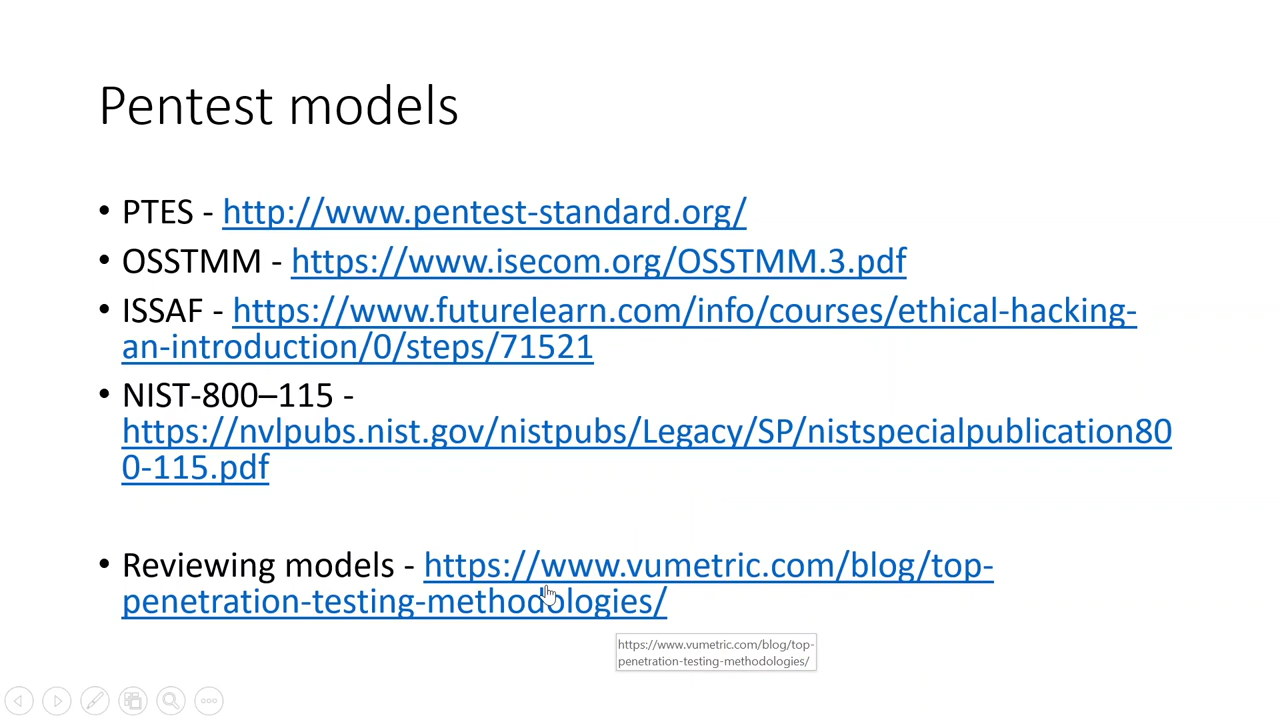 Pentest models
• PTES - http://www.pentest-standard.org/
• OSSTMM - https://www.isecom.org/OSSTMM.3.pdf
• ISSAF - https://www.futurelearn.com/info/courses/ethical-hacking-
an-introduction/0/steps/71521
• NIST-800–115 -
https://nvlpubs.nist.gov/nistpubs/Legacy/SP/nistspecialpublication80
0-115.pdf
• Reviewing models - https://www.vumetric.com/blog/top-
penetration-testing-methodologies/
https://www.vumetric.com/blog/top-
penetration-testing-methodologies/